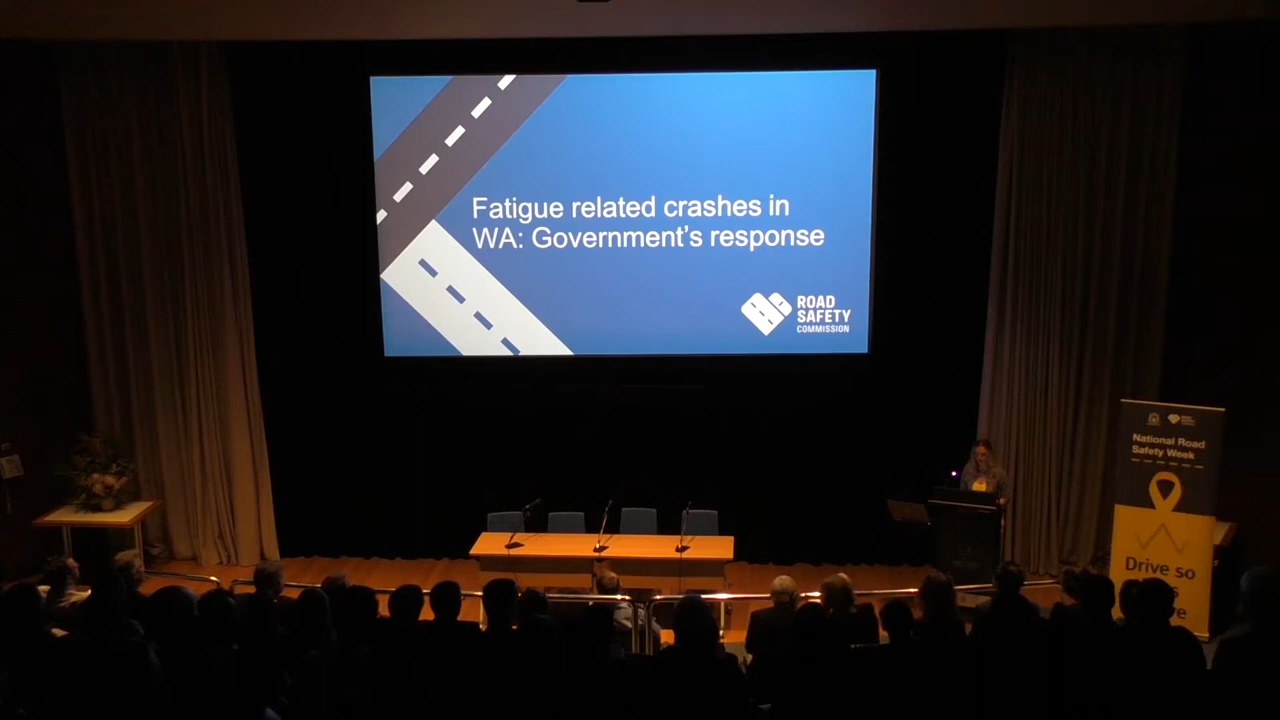 Fatigue related crashes in
WA: Government's response
ROAD
SAFETY
COMMISSION
National Road
Safety Week
Drive so